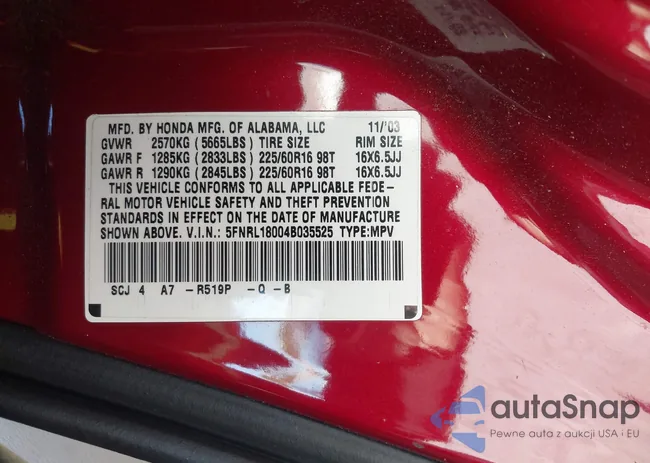 MFD. BY HONDA MFG. OF ALABAMA, LLC 11/'03
GVWR 2570KG (5665LBS) TIRE SIZE RIM SIZE
GAWR F 1285KG (2833LBS) 225/60R16 98T 16X6.5JJ
GAWR R 1290KG (2845LBS) 225/60R16 98T 16X6.5JJ
THIS VEHICLE CONFORMS TO ALL APPLICABLE FEDE-
RAL MOTOR VEHICLE SAFETY AND THEFT PREVENTION
STANDARDS IN EFFECT ON THE DATE OF MANUFACTURE
SHOWN ABOVE. V.I.N.: 5FNRL18004B035525 TYPE:MPV
SCJ 4 A7 -R519P -Q -B
autaSnap
Pewne auta z aukcji USA i EU